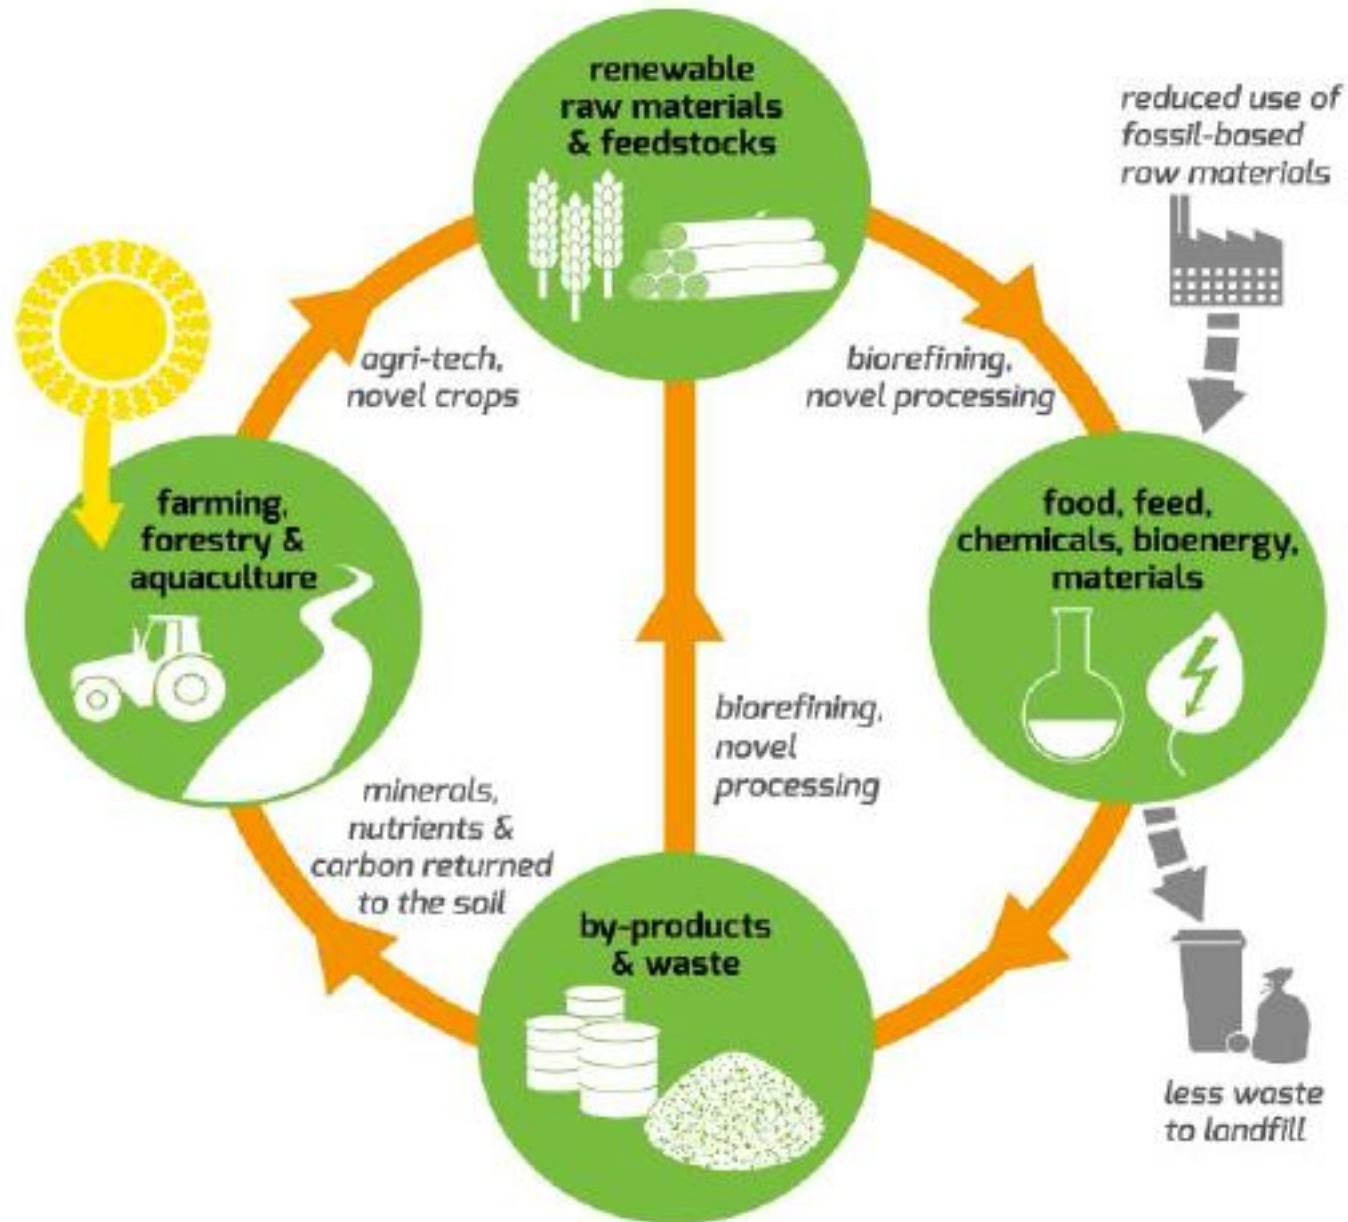 renewable
raw materials
& feedstocks
reduced use of
fossil-based
raw materials
agri-tech,
novel crops
biorefining,
novel processing
farming,
forestry &
aquaculture
food, feed,
chemicals, bioenergy,
materials
biorefining,
novel
processing
minerals,
nutrients &
carbon returned
to the soil
by-products
& waste
less waste
to landfill